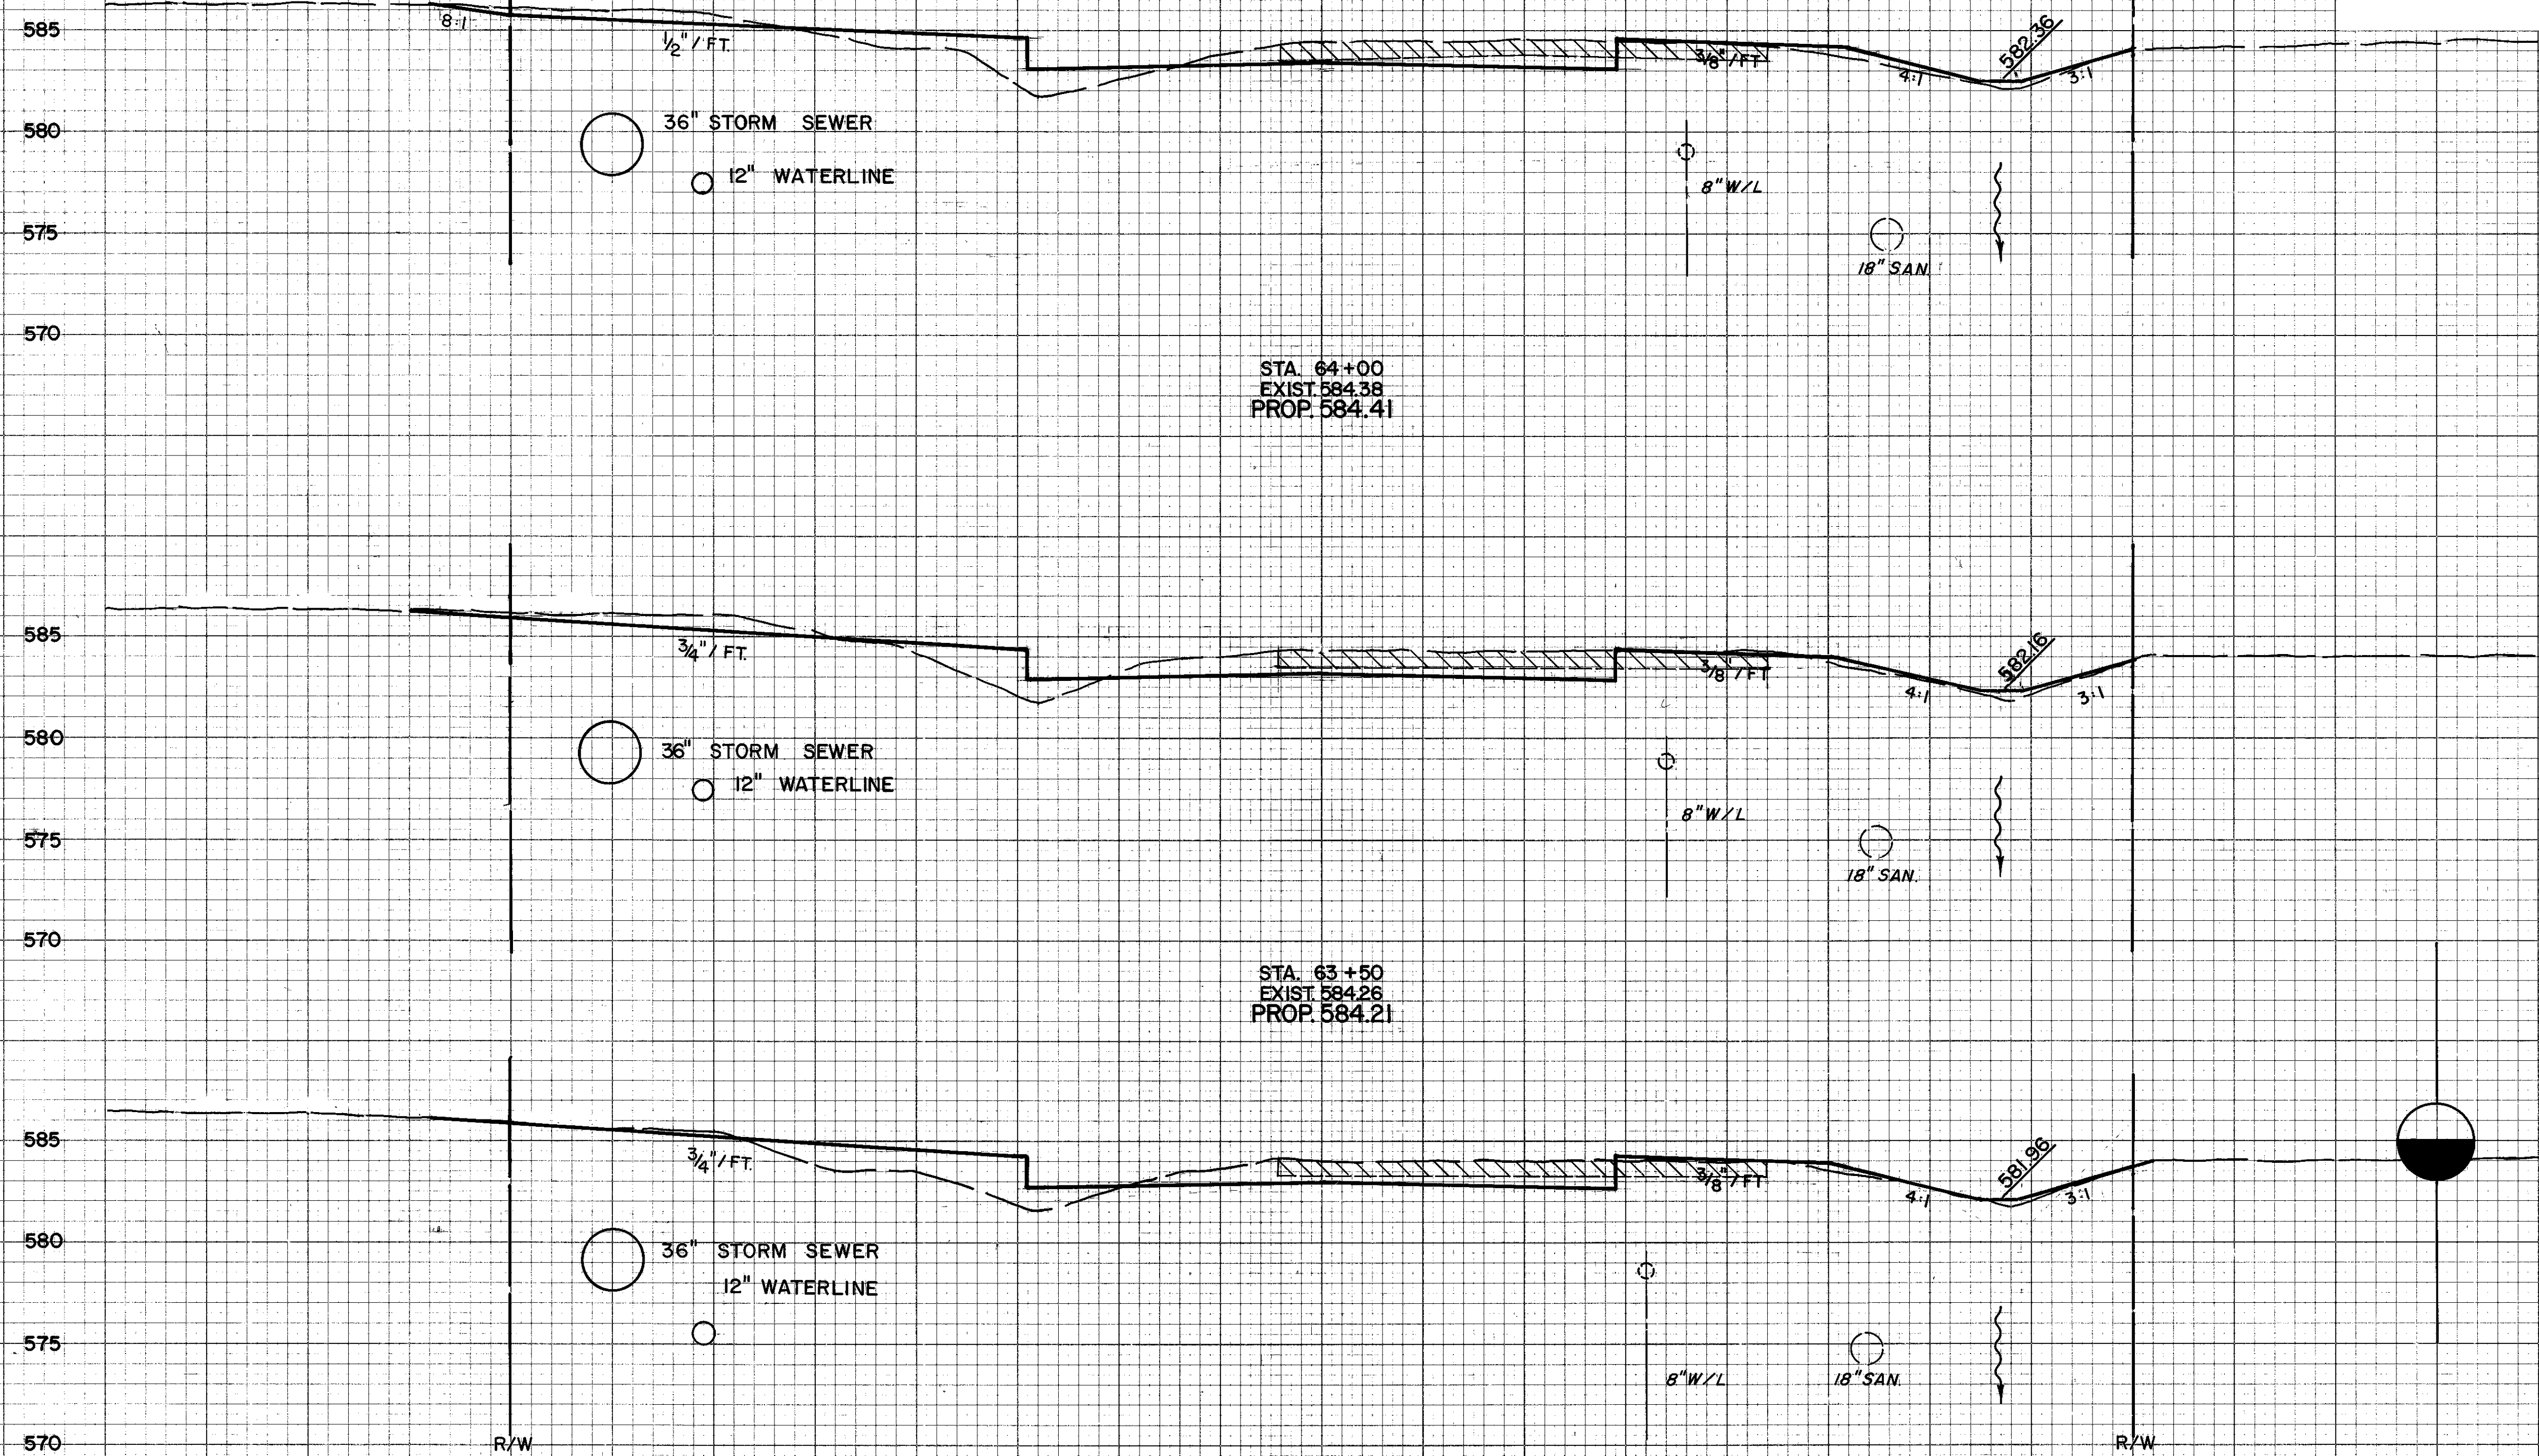 585
8:1
1/2"/FT.
3/8"/FT
4:1
582.36
3:1
580
36" STORM SEWER
12" WATERLINE
8"W/L
575
18"SAN.
570
STA. 64+00
EXIST. 584.38
PROP. 584.41
585
3/4"/FT.
3/8"/FT
4:1
582.16
3:1
580
36" STORM SEWER
12" WATERLINE
8"W/L
575
18"SAN.
570
STA. 63+50
EXIST. 584.26
PROP. 584.21
585
3/4"/FT.
3/8"/FT
4:1
581.96
3:1
580
36" STORM SEWER
12" WATERLINE
575
8"W/L
18"SAN.
570
R/W
R/W